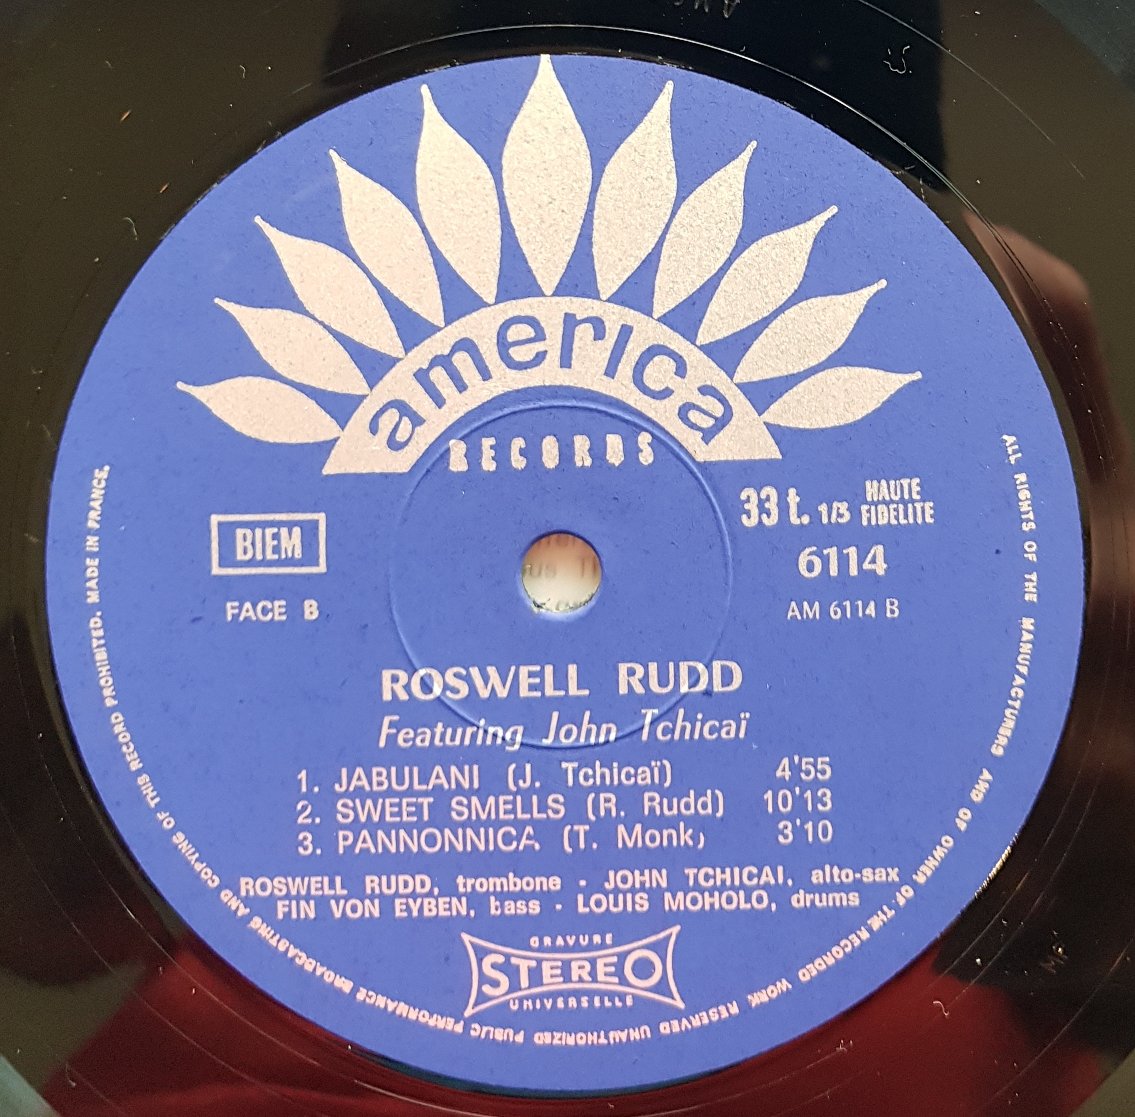 america
RECORDS
BIEM
FACE B
33 t. 1/3 HAUTE FIDELITE
6114
AM 6114 B
ROSWELL RUDD
Featuring John Tchicaï
1. JABULANI (J. Tchicaï) 4'55
2. SWEET SMELLS (R. Rudd) 10'13
3. PANNONNICA (T. Monk) 3'10
ROSWELL RUDD, trombone - JOHN TCHICAI, alto-sax
FIN VON EYBEN, bass - LOUIS MOHOLO, drums
GRAVURE
STEREO
UNIVERSELLE
ALL RIGHTS OF THE MANUFACTURERS AND OF OWNER OF THE RECORDED WORK RESERVED UNAUTHORIZED PUBLIC PERFORMANCE BROADCASTING AND COPYING OF THIS RECORD PROHIBITED. MADE IN FRANCE.